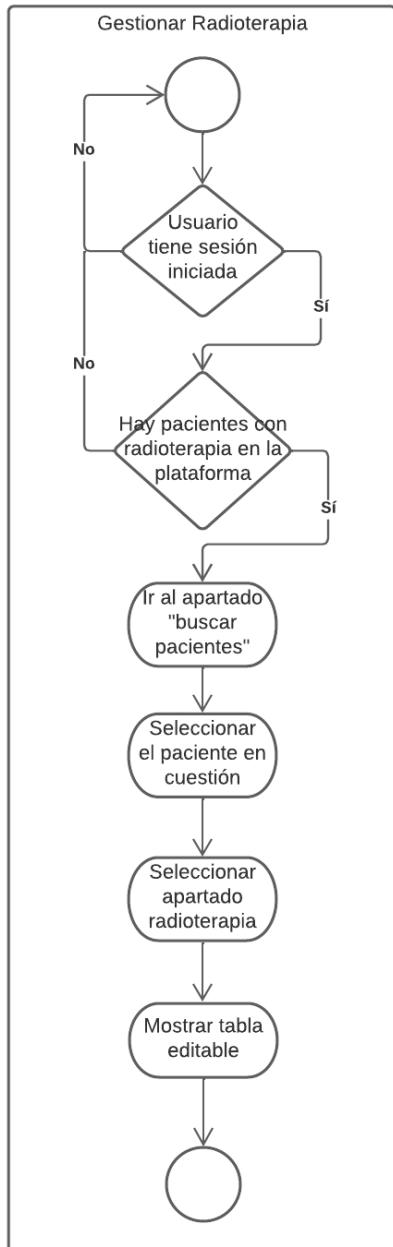 Gestionar Radioterapia
No
Usuario
tiene sesión
iniciada
Sí
No
Hay pacientes con
radioterapia en la
plataforma
Sí
Ir al apartado
"buscar
pacientes"
Seleccionar
el paciente en
cuestión
Seleccionar
apartado
radioterapia
Mostrar tabla
editable